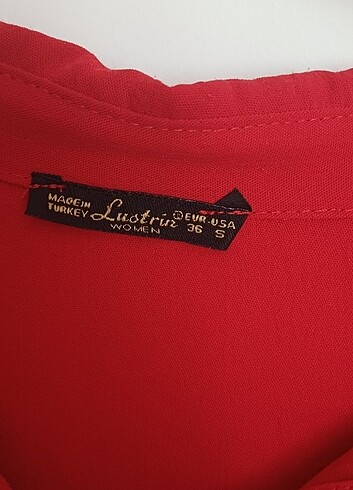 MADE IN TURKEY
Lustrin®
WOMEN
EUR-USA
36 S